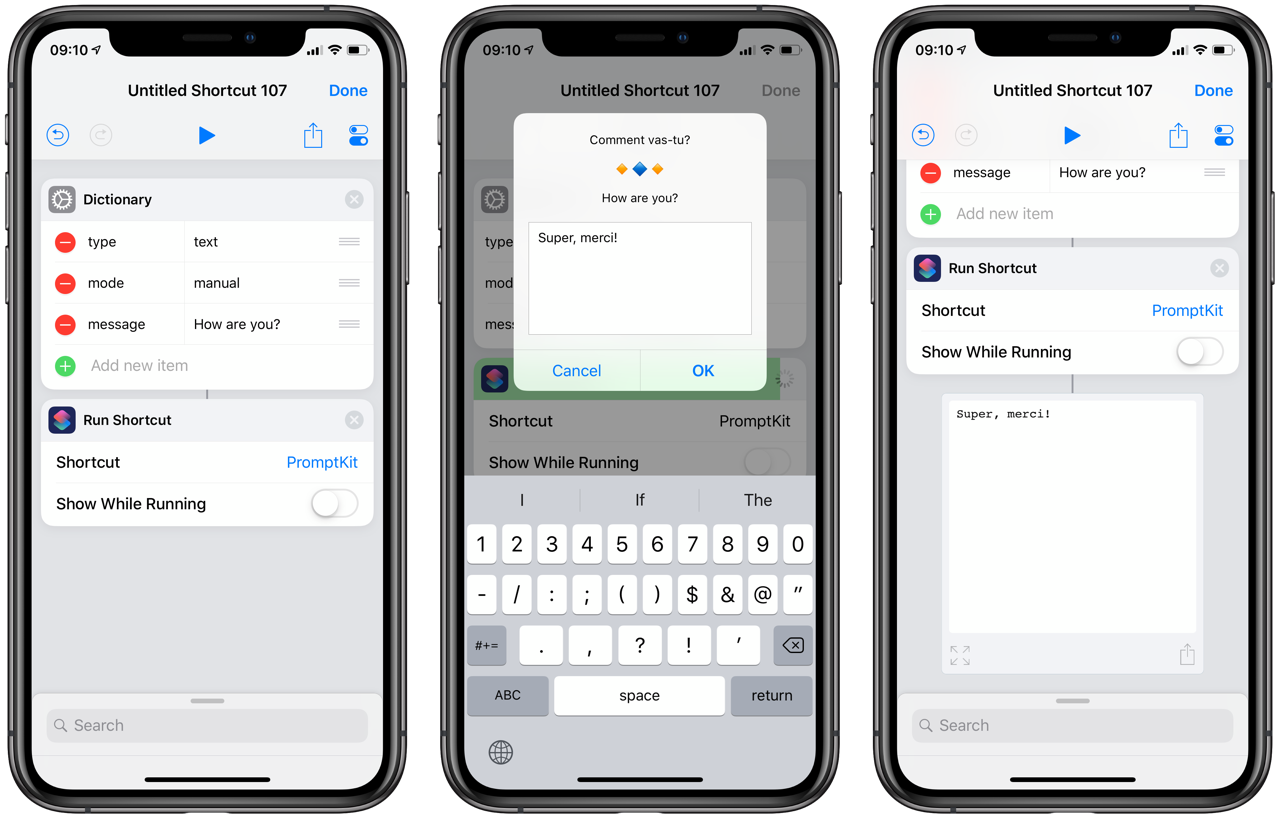 09:10
Untitled Shortcut 107 Done
Dictionary
type text
mode manual
message How are you?
Add new item
Run Shortcut
Shortcut PromptKit
Show While Running
Search
09:10
Untitled Shortcut 107 Done
Comment vas-tu?
How are you?
Super, merci!
Cancel OK
type
mod
mes
Shortcut PromptKit
Show While Running
I If The
1 2 3 4 5 6 7 8 9 0
- / : ; ( ) $ & @ "
#+= . , ? ! ’
ABC space return
09:10
Untitled Shortcut 107 Done
message How are you?
Add new item
Run Shortcut
Shortcut PromptKit
Show While Running
Super, merci!
Search